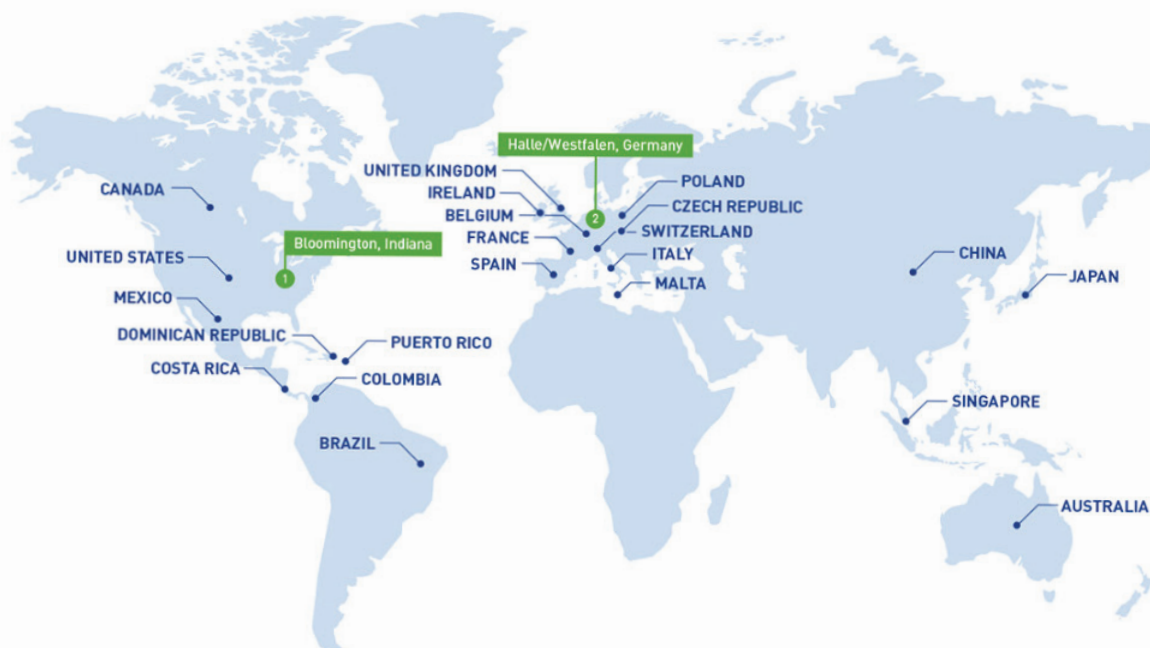 Halle/Westfalen, Germany
UNITED KINGDOM
POLAND
CANADA
IRELAND
CZECH REPUBLIC
BELGIUM
2
SWITZERLAND
FRANCE
Bloomington, Indiana
ITALY
CHINA
UNITED STATES
SPAIN
1
JAPAN
MALTA
MEXICO
DOMINICAN REPUBLIC
PUERTO RICO
COSTA RICA
COLOMBIA
SINGAPORE
BRAZIL
AUSTRALIA